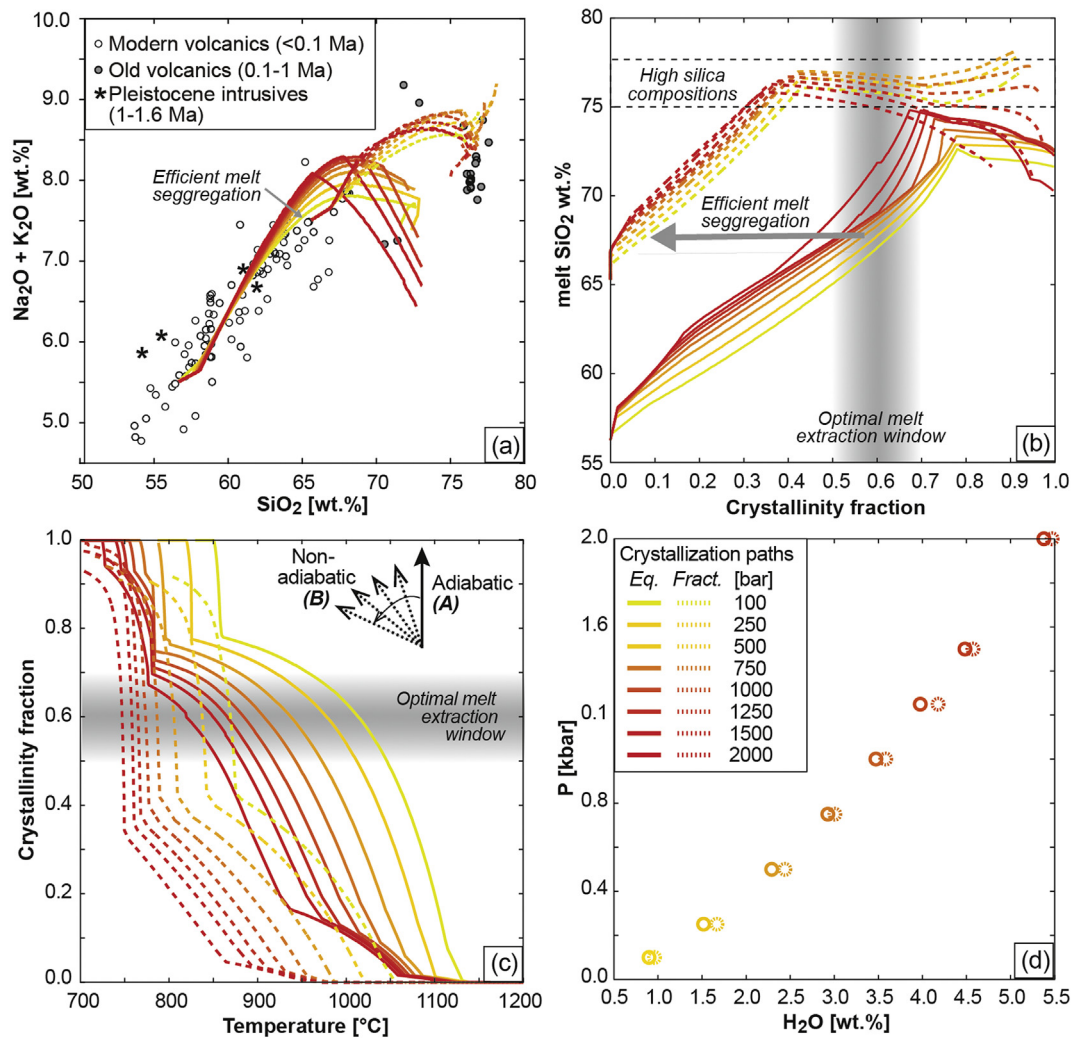 10.0
9.0
8.0
7.0
6.0
5.0
Na2O + K2O [wt.%]
Modern volcanics (<0.1 Ma)
Old volcanics (0.1-1 Ma)
* Pleistocene intrusives
(1-1.6 Ma)
Efficient melt
seggregation
(a)
50 55 60 65 70 75 80
SiO2 [wt.%]
80
75
70
65
60
55
melt SiO2 wt.%
High silica
compositions
Efficient melt
seggregation
Optimal melt
extraction window
(b)
0.0 0.1 0.2 0.3 0.4 0.5 0.6 0.7 0.8 0.9 1.0
Crystallinity fraction
1.0
0.8
0.6
0.4
0.2
0.0
Crystallinity fraction
Non-
adiabatic
(B)
Adiabatic
(A)
Optimal melt
extraction
window
(c)
700 800 900 1000 1100 1200
Temperature [°C]
2.0
1.6
0.1
0.8
0.4
0.0
P [kbar]
Crystallization paths
Eq. Fract. [bar]
100
250
500
750
1000
1250
1500
2000
(d)
0.5 1.0 1.5 2.0 2.5 3.0 3.5 4.0 4.5 5.0 5.5
H2O [wt.%]